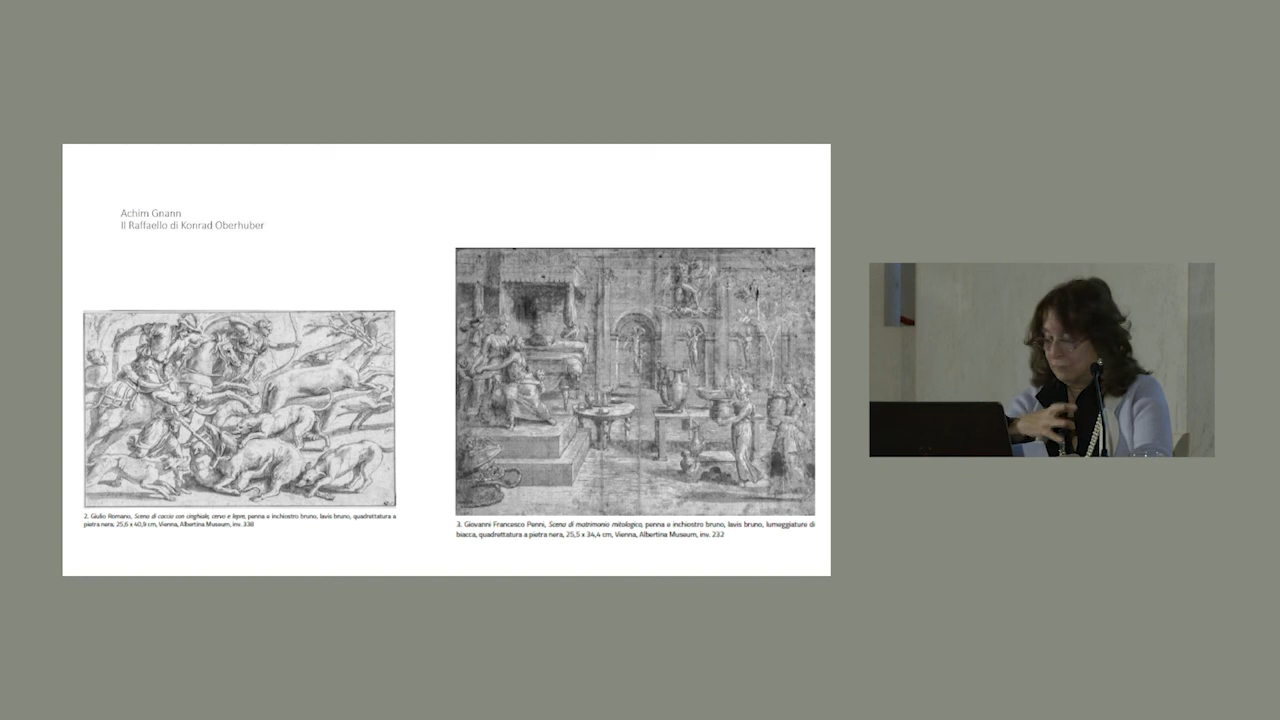 Achim Gnann
Il Raffaello di Konrad Oberhuber
2. Giulio Romano, Scena di caccia con cinghiale, cervo e lepre, penna e inchiostro bruno, lavis bruno, quadrettatura a
pietra nera, 25,6 x 40,9 cm, Vienna, Albertina Museum, inv. 338
3. Giovanni Francesco Penni, Scena di matrimonio mitologico, penna e inchiostro bruno, lavis bruno, lumeggiature di
biacca, quadrettatura a pietra nera, 25,5 x 34,4 cm, Vienna, Albertina Museum, inv. 232